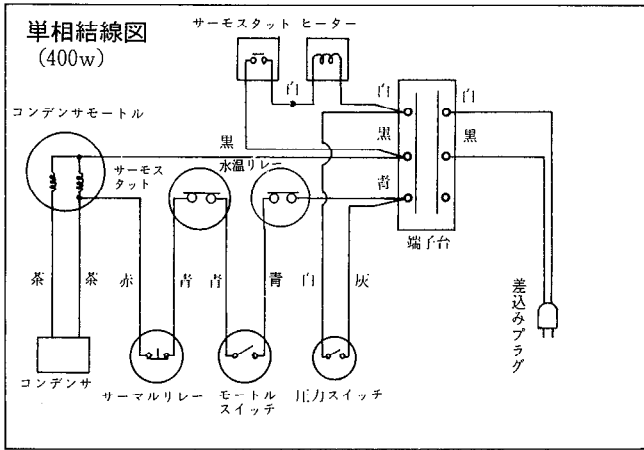 単相結線図
(400w)
サーモスタット ヒーター
コンデンサモートル
白
白
白
黒
黒
黒
水温リレー
サーモ
スタット
青
端子台
茶
茶
赤
青
青
青
白
灰
差込みプラグ
コンデンサ
サーマルリレー
モートル
スイッチ
圧力スイッチ